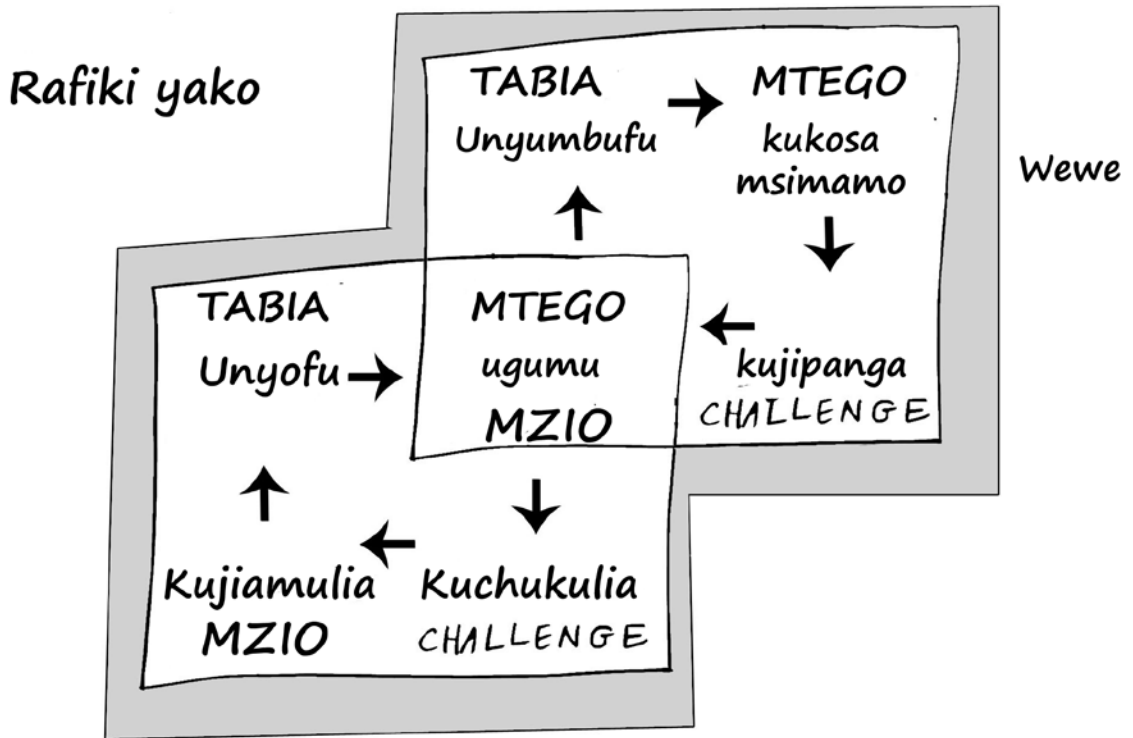 Rafiki yako
TABIA
MTEGO
Unyumbufu
kukosa
msimamo
Wewe
TABIA
MTEGO
Unyofu
ugumu
kujipanga
MZIO
CHALLENGE
Kujiamulia
Kuchukulia
MZIO
CHALLENGE